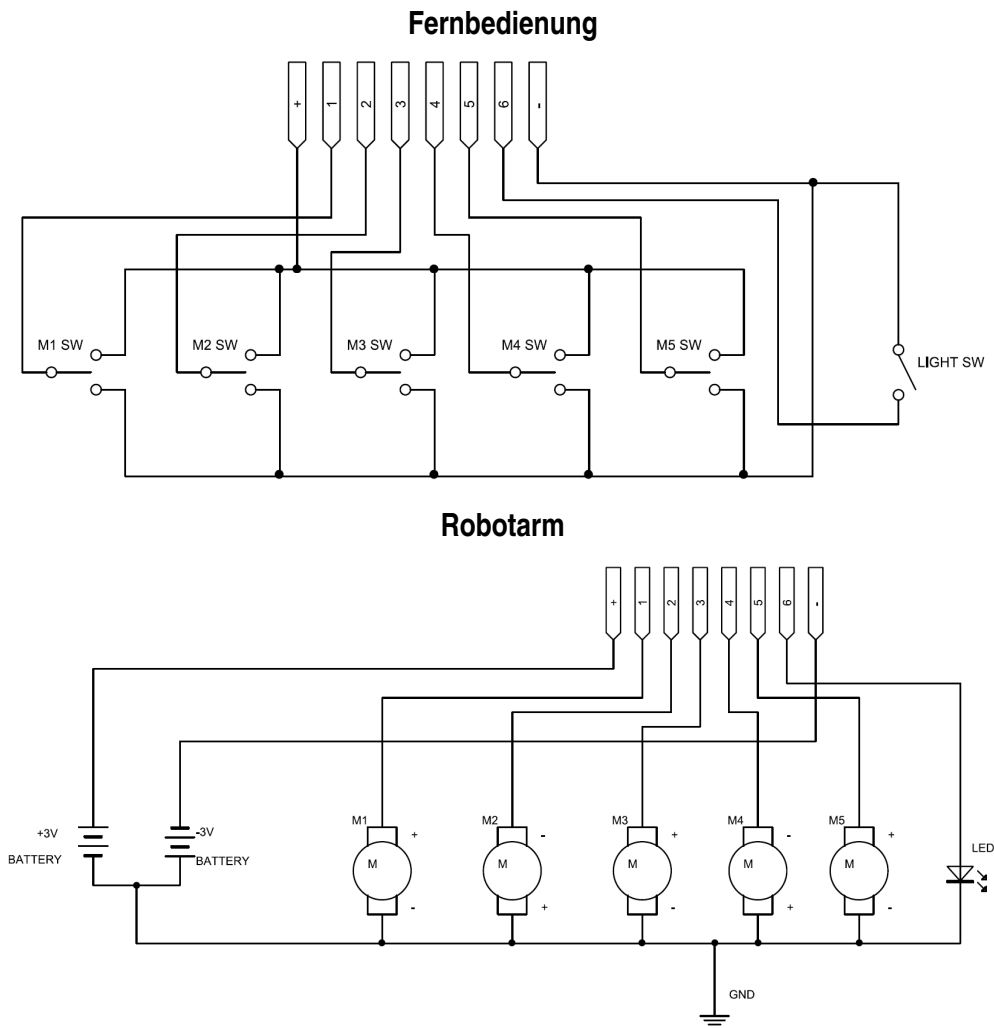 Fernbedienung
+ 1 2 3 4 5 6 -
M1 SW M2 SW M3 SW M4 SW M5 SW
LIGHT SW
Robotarm
+ 1 2 3 4 5 6 -
M1 + M2 - M3 + M4 - M5 +
+3V -3V
LED
BATTERY BATTERY
M M M M M
- + - + -
GND